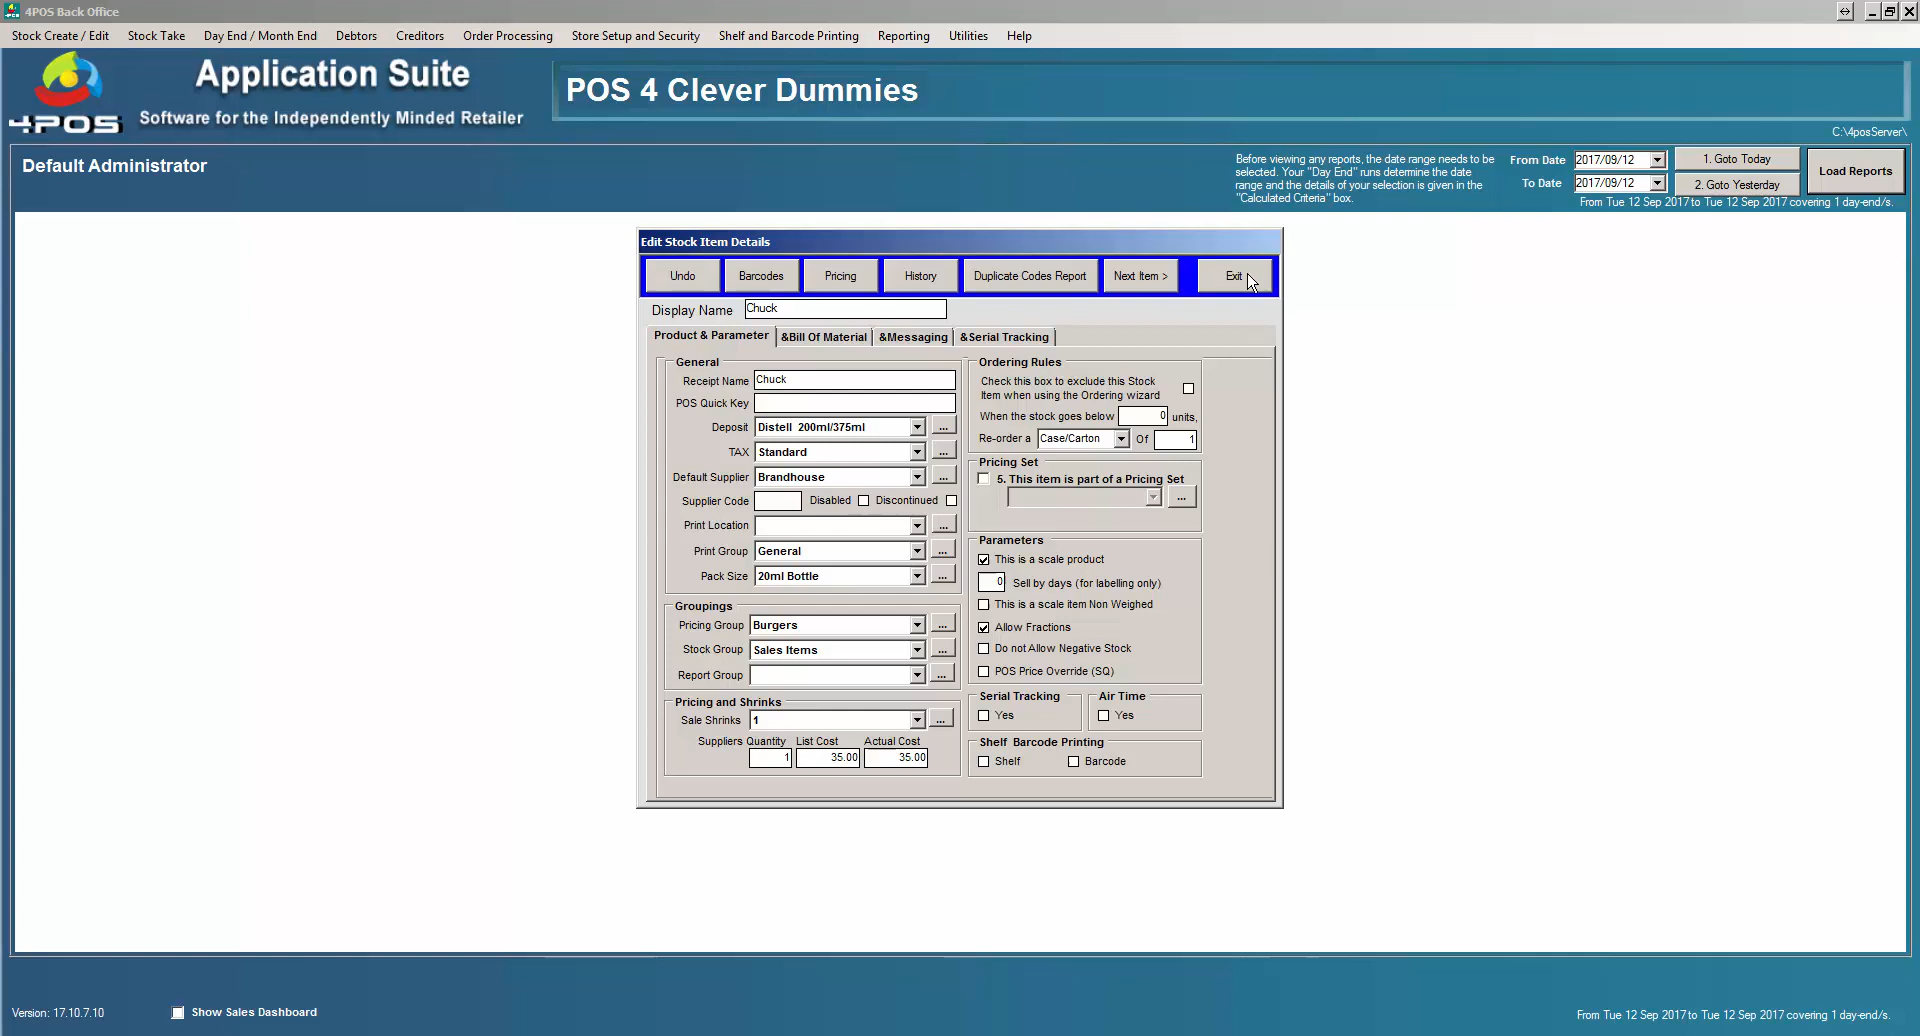 4POS Back Office
Stock Create / Edit Stock Take Day End / Month End Debtors Creditors Order Processing Store Setup and Security Shelf and Barcode Printing Reporting Utilities Help
4POS
Application Suite
Software for the Independently Minded Retailer
POS 4 Clever Dummies
C:\4posServer\
Default Administrator
Before viewing any reports, the date range needs to be
selected. Your "Day End" runs determine the date
range and the details of your selection is given in the
"Calculated Criteria" box.
From Date 2017/09/12 1. Goto Today
To Date 2017/09/12 2. Goto Yesterday
Load Reports
From Tue 12 Sep 2017 to Tue 12 Sep 2017 covering 1 day-end/s.
Edit Stock Item Details
Undo Barcodes Pricing History Duplicate Codes Report Next Item > Exit
Display Name Chuck
Product & Parameter &Bill Of Material &Messaging &Serial Tracking
General
Receipt Name Chuck
POS Quick Key
Deposit Distell 200ml/375ml ...
TAX Standard ...
Default Supplier Brandhouse ...
Supplier Code Disabled Discontinued
Print Location ...
Print Group General ...
Pack Size 20ml Bottle ...
Groupings
Pricing Group Burgers ...
Stock Group Sales Items ...
Report Group ...
Pricing and Shrinks
Sale Shrinks 1 ...
Suppliers Quantity List Cost Actual Cost
1 35.00 35.00
Ordering Rules
Check this box to exclude this Stock
Item when using the Ordering wizard
When the stock goes below 0 units,
Re-order a Case/Carton Of 1
Pricing Set
5. This item is part of a Pricing Set
...
Parameters
This is a scale product
0 Sell by days (for labelling only)
This is a scale item Non Weighed
Allow Fractions
Do not Allow Negative Stock
POS Price Override (SQ)
Serial Tracking
Yes
Air Time
Yes
Shelf Barcode Printing
Shelf Barcode
Version: 17.10.7.10
Show Sales Dashboard
From Tue 12 Sep 2017 to Tue 12 Sep 2017 covering 1 day-end/s.